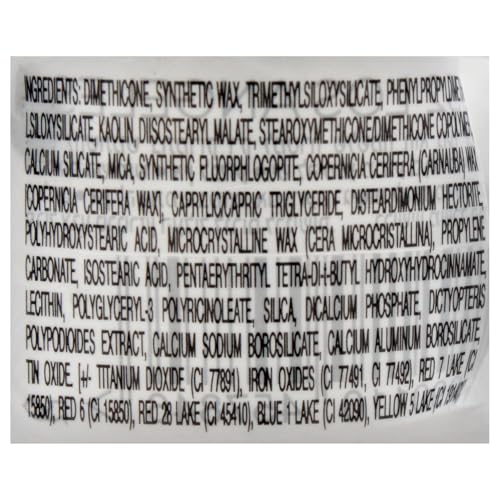 INGREDIENTS: DIMETHICONE, SYNTHETIC WAX, TRIMETHYLSILOXYSILICATE, PHENYLPROPYLDIME
LSILOXYSILICATE, KAOLIN, DIISOSTEARYL MALATE, STEAROXYMETHICONE/DIMETHICONE COPOLYME
CALCIUM SILICATE, MICA, SYNTHETIC FLUORPHLOGOPITE, COPERNICIA CERIFERA (CARNAUBA) WA
[COPERNICIA CERIFERA WAX], CAPRYLIC/CAPRIC TRIGLYCERIDE, DISTEARDIMONIUM HECTORITE,
POLYHYDROXYSTEARIC ACID, MICROCRYSTALLINE WAX (CERA MICROCRISTALLINA), PROPYLENE
CARBONATE, ISOSTEARIC ACID, PENTAERYTHRITYL TETRA-DI-T-BUTYL HYDROXYHYDROCINNAMATE,
LECITHIN, POLYGLYCERYL-3 POLYRICINOLEATE, SILICA, DICALCIUM PHOSPHATE, DICTYOPTERIS
POLYPODIOIDES EXTRACT, CALCIUM SODIUM BOROSILICATE, CALCIUM ALUMINUM BOROSILICATE,
TIN OXIDE. [+/- TITANIUM DIOXIDE (CI 77891), IRON OXIDES (CI 77491, CI 77492), RED 7 LAKE (CI
15850), RED 6 (CI 15850), RED 28 LAKE (CI 45410), BLUE 1 LAKE (CI 42090), YELLOW 5 LAKE (CI